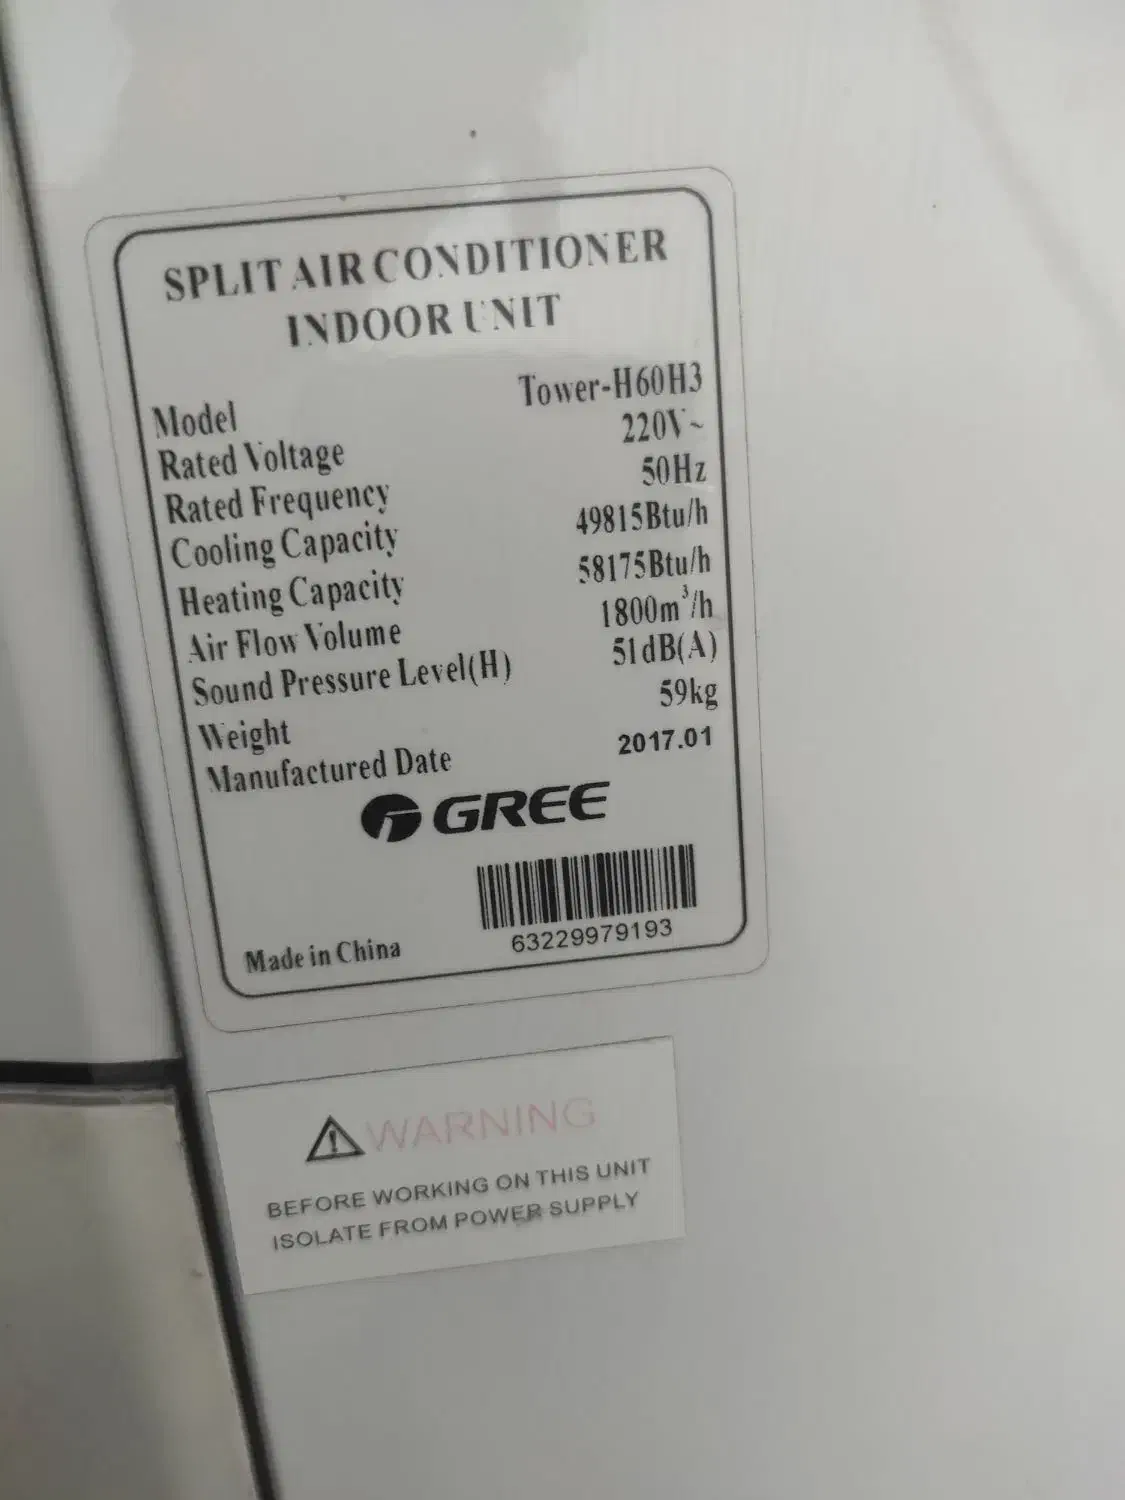 SPLIT AIR CONDITIONER
INDOOR UNIT
Model Tower-H60H3
Rated Voltage 220V~
Rated Frequency 50Hz
Cooling Capacity 49815Btu/h
Heating Capacity 58175Btu/h
Air Flow Volume 1800m³/h
Sound Pressure Level(H) 51dB(A)
Weight 59kg
Manufactured Date 2017.01
GREE
63229979193
Made in China
WARNING
BEFORE WORKING ON THIS UNIT
ISOLATE FROM POWER SUPPLY